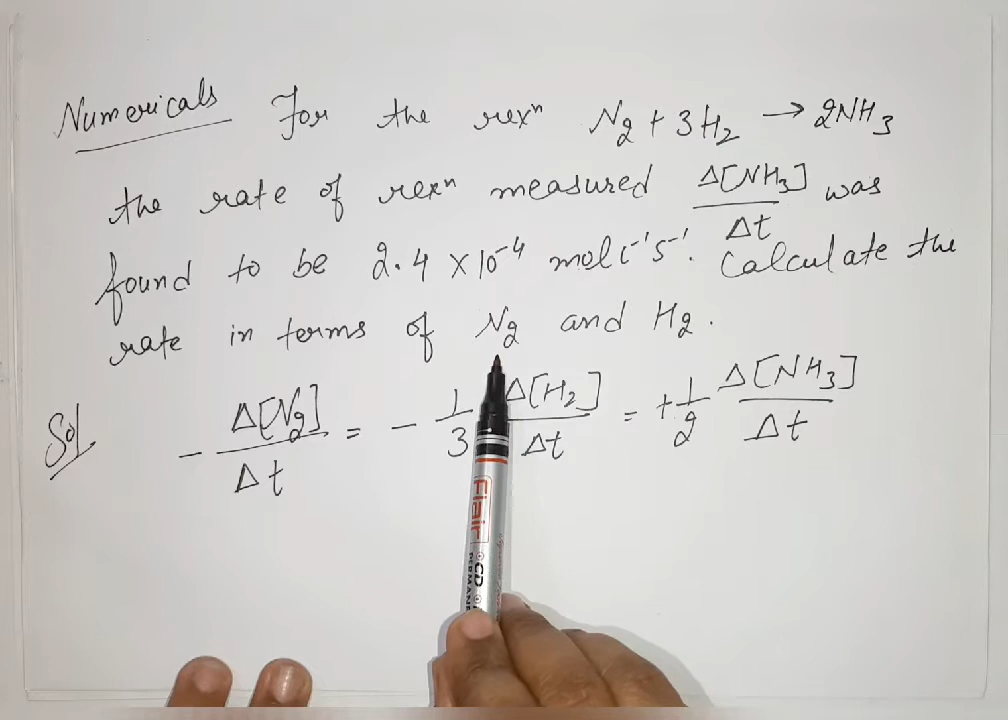 Numericals For the rexⁿ N₂ + 3H₂ → 2NH₃
the rate of rexⁿ measured Δ[NH₃]/Δt was
found to be 2.4 × 10⁻⁴ mol L⁻¹ s⁻¹. Calculate the
rate in terms of N₂ and H₂.
Sol - Δ[N₂]/Δt = - 1/3 Δ[H₂]/Δt = + 1/2 Δ[NH₃]/Δt
Flair
CD